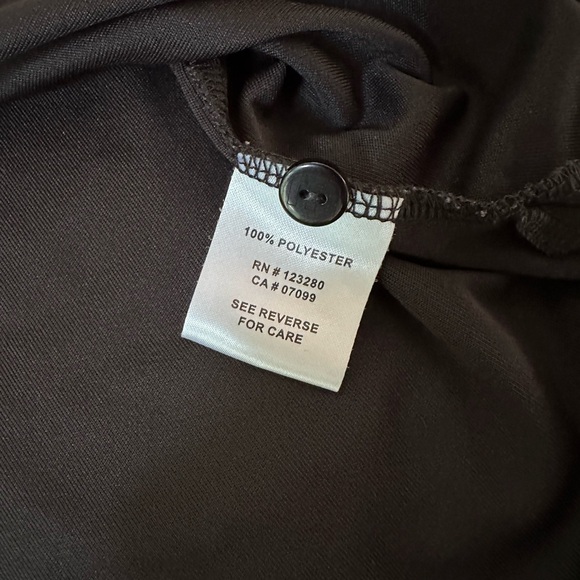 100% POLYESTER
RN # 123280
CA # 07099
SEE REVERSE
FOR CARE